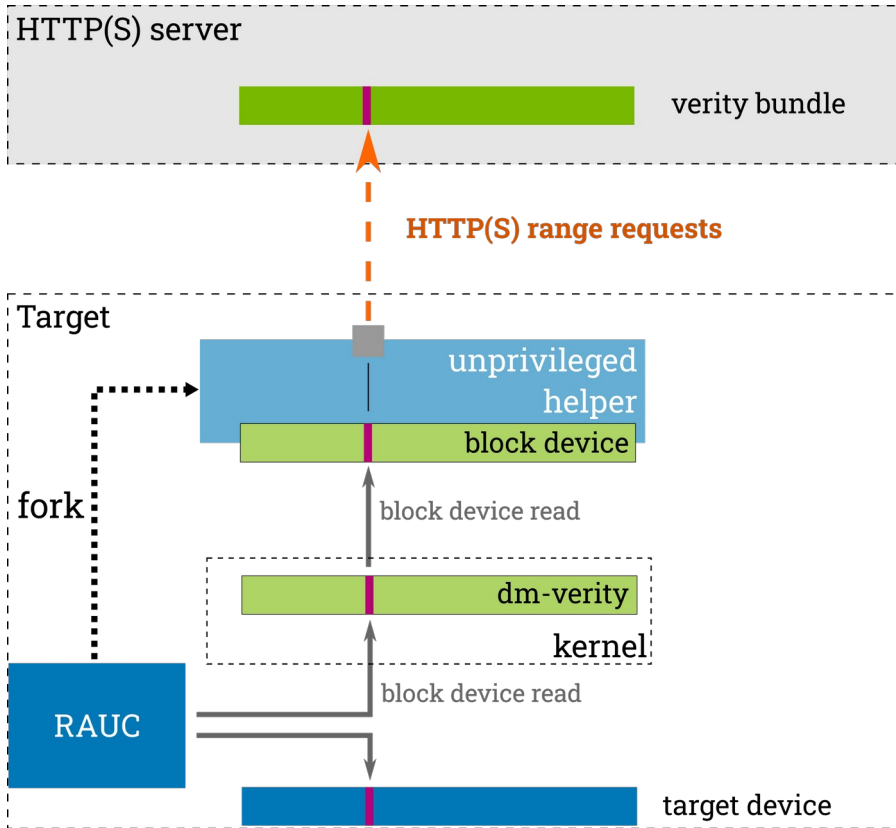 HTTP(S) server
verity bundle
HTTP(S) range requests
Target
unprivileged
helper
block device
fork
block device read
dm-verity
kernel
block device read
RAUC
target device